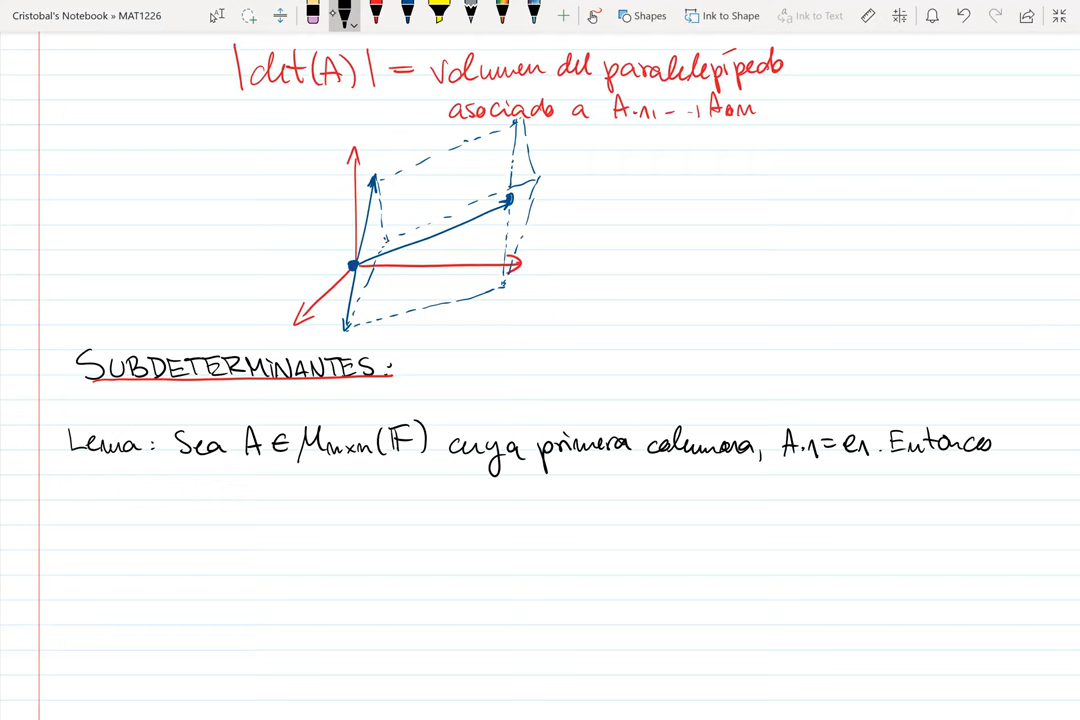 Cristobal's Notebook » MAT1226
Shapes
Ink to Shape
Ink to Text
|det(A)| = volumen del paralelepípedo
asociado a A•1, --, A•n
SUBDETERMINANTES:
Lema: Sea A ∈ Mnxn(F) cuya primera columna, A•1 = e1. Entonces